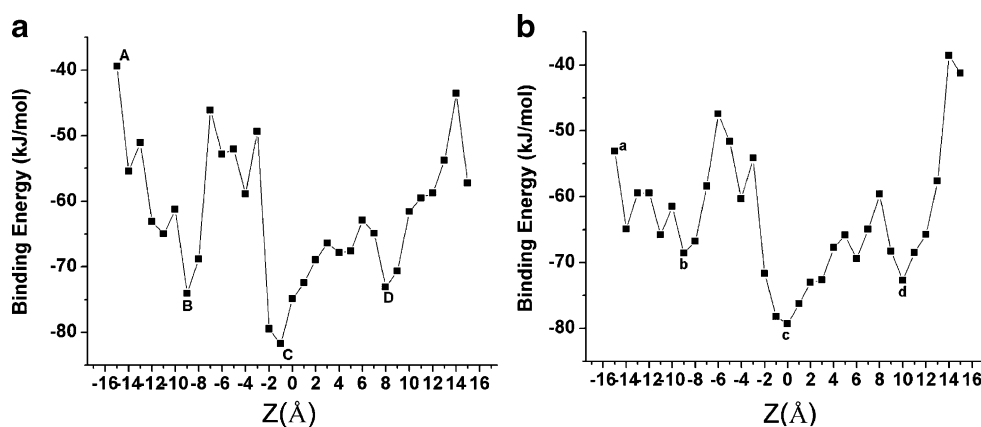 a
A
B
C
D
-40
-50
-60
-70
-80
Binding Energy (kJ/mol)
-16 -14 -12 -10 -8 -6 -4 -2 0 2 4 6 8 10 12 14 16
Z(Å)
b
a
b
c
d
-40
-50
-60
-70
-80
Binding Energy (kJ/mol)
-16 -14 -12 -10 -8 -6 -4 -2 0 2 4 6 8 10 12 14 16
Z(Å)